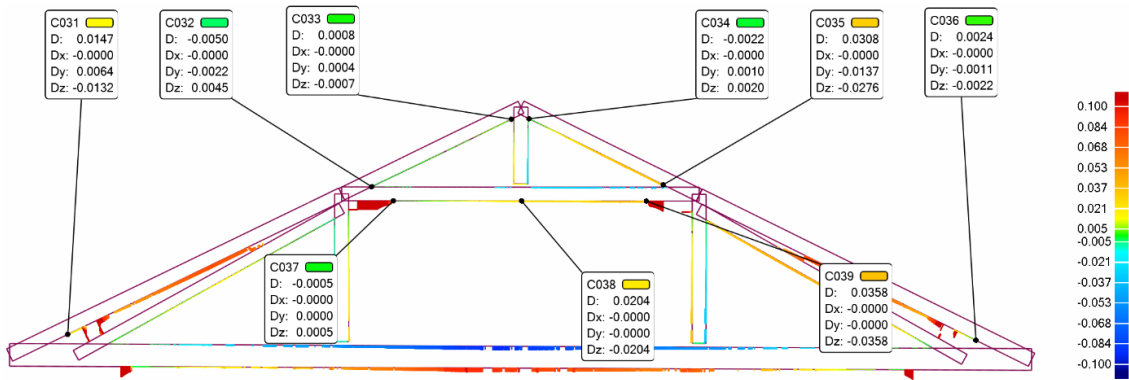 C031
D: 0.0147
Dx: -0.0000
Dy: 0.0064
Dz: -0.0132
C032
D: -0.0050
Dx: -0.0000
Dy: -0.0022
Dz: 0.0045
C033
D: 0.0008
Dx: -0.0000
Dy: 0.0004
Dz: -0.0007
C034
D: -0.0022
Dx: -0.0000
Dy: 0.0010
Dz: 0.0020
C035
D: 0.0308
Dx: -0.0000
Dy: -0.0137
Dz: -0.0276
C036
D: 0.0024
Dx: -0.0000
Dy: -0.0011
Dz: -0.0022
C037
D: -0.0005
Dx: -0.0000
Dy: 0.0000
Dz: 0.0005
C038
D: 0.0204
Dx: -0.0000
Dy: -0.0000
Dz: -0.0204
C039
D: 0.0358
Dx: -0.0000
Dy: -0.0000
Dz: -0.0358
0.100
0.084
0.068
0.053
0.037
0.021
0.005
-0.005
-0.021
-0.037
-0.053
-0.068
-0.084
-0.100